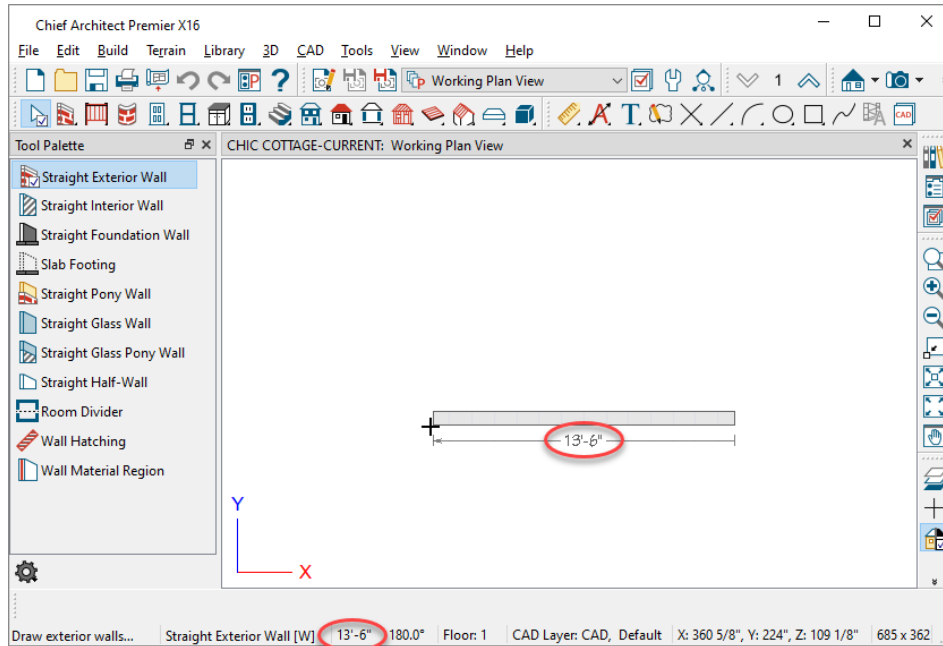 Chief Architect Premier X16
File Edit Build Terrain Library 3D CAD Tools View Window Help
Working Plan View 1
T CAD
Tool Palette
CHIC COTTAGE-CURRENT: Working Plan View
Straight Exterior Wall
Straight Interior Wall
Straight Foundation Wall
Slab Footing
Straight Pony Wall
Straight Glass Wall
Straight Glass Pony Wall
Straight Half-Wall
Room Divider
Wall Hatching
Wall Material Region
13'-6"
Y
X
Draw exterior walls... Straight Exterior Wall [W] 13'-6" 180.0° Floor: 1 CAD Layer: CAD, Default X: 360 5/8", Y: 224", Z: 109 1/8" 685 x 362